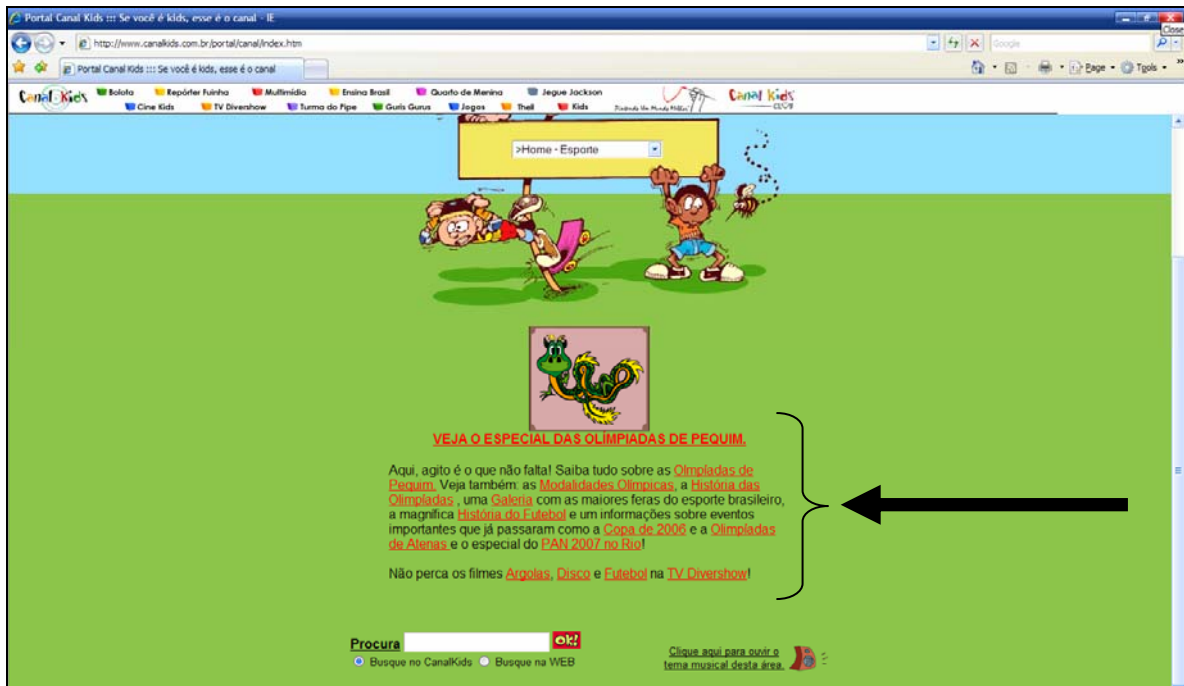 Portal Canal Kids ::: Se você é kids, esse é o canal - IE
Close
http://www.canalkids.com.br/portal/canal/index.htm
Google
Portal Canal Kids ::: Se você é kids, esse é o canal
Page Tools
Canal Kids Bolota Repórter Fuinha Multimídia Ensina Brasil Quarto de Menina Jegue Jackson Canal Kids
Cine Kids TV Divershow Turma do Pipe Guris Gurus Jogos Kids
>Home - Esporte
VEJA O ESPECIAL DAS OLÍMPIADAS DE PEQUIM.
Aqui, agito é o que não falta! Saiba tudo sobre as Olmpíadas de
Pequim. Veja também: as Modalidades Olímpicas, a História das
Olimpíadas , uma Galeria com as maiores feras do esporte brasileiro,
a magnífica História do Futebol e um informações sobre eventos
importantes que já passaram como a Copa de 2006 e a Olimpíadas
de Atenas e o especial do PAN 2007 no Rio!
Não perca os filmes Argolas, Disco e Futebol na TV Divershow!
Procura ok!
Busque no CanalKids Busque na WEB
Clique aqui para ouvir o
tema musical desta área.